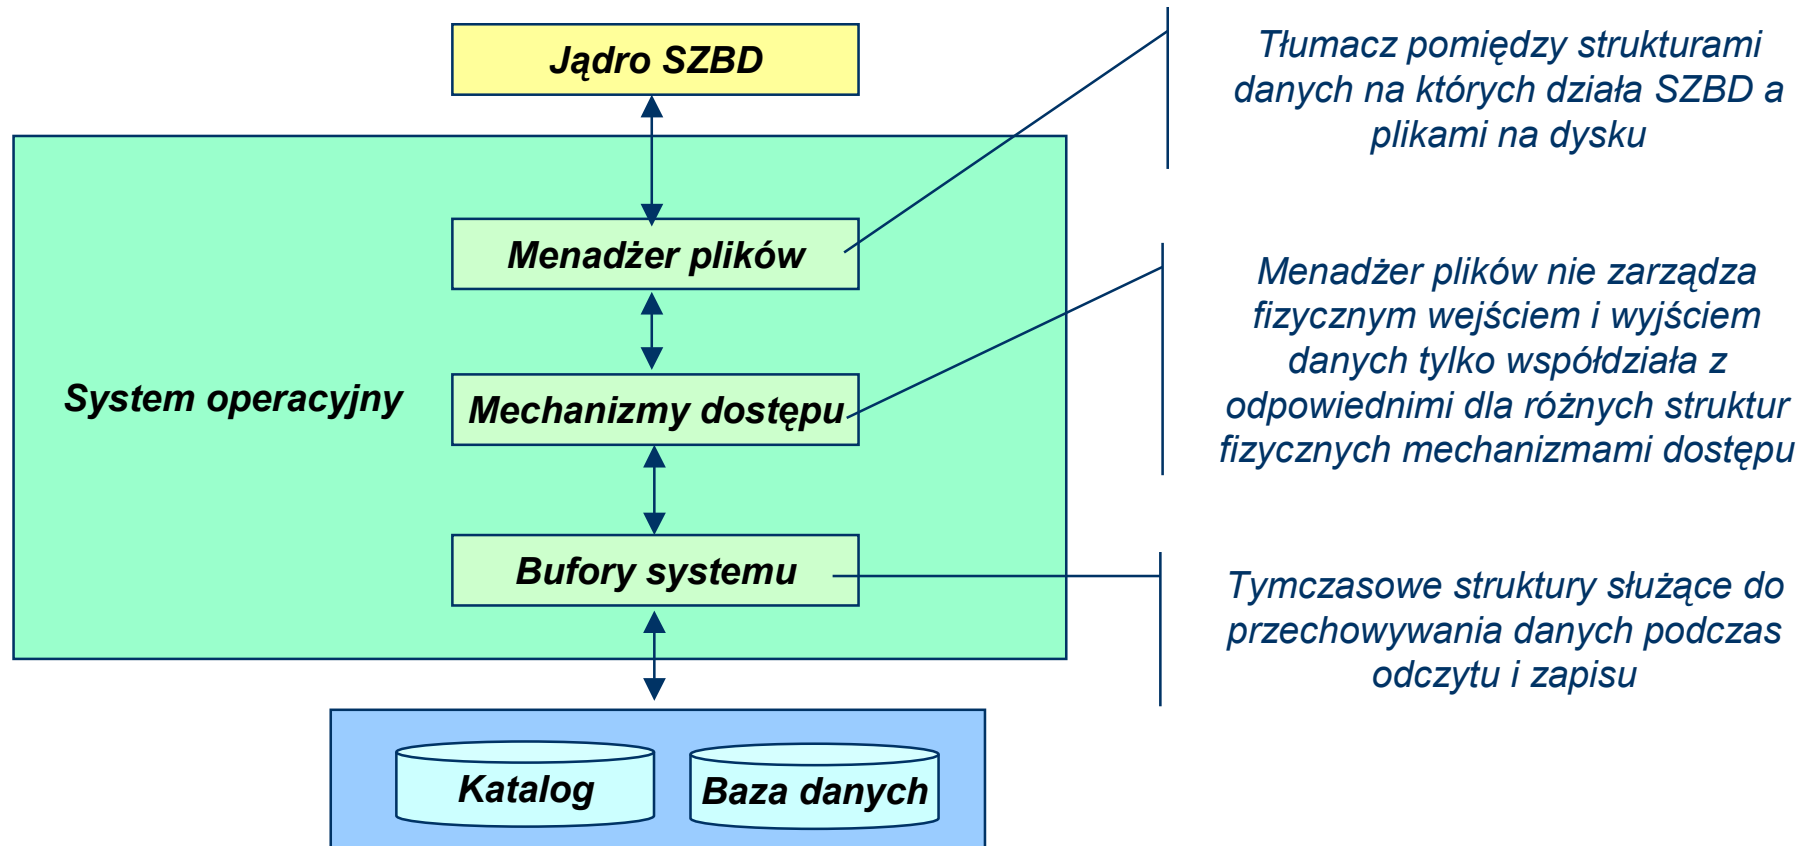 Jądro SZBD
System operacyjny
Menadżer plików
Mechanizmy dostępu
Bufory systemu
Katalog
Baza danych
Tłumacz pomiędzy strukturami
danych na których działa SZBD a
plikami na dysku
Menadżer plików nie zarządza
fizycznym wejściem i wyjściem
danych tylko współdziała z
odpowiednimi dla różnych struktur
fizycznych mechanizmami dostępu
Tymczasowe struktury służące do
przechowywania danych podczas
odczytu i zapisu